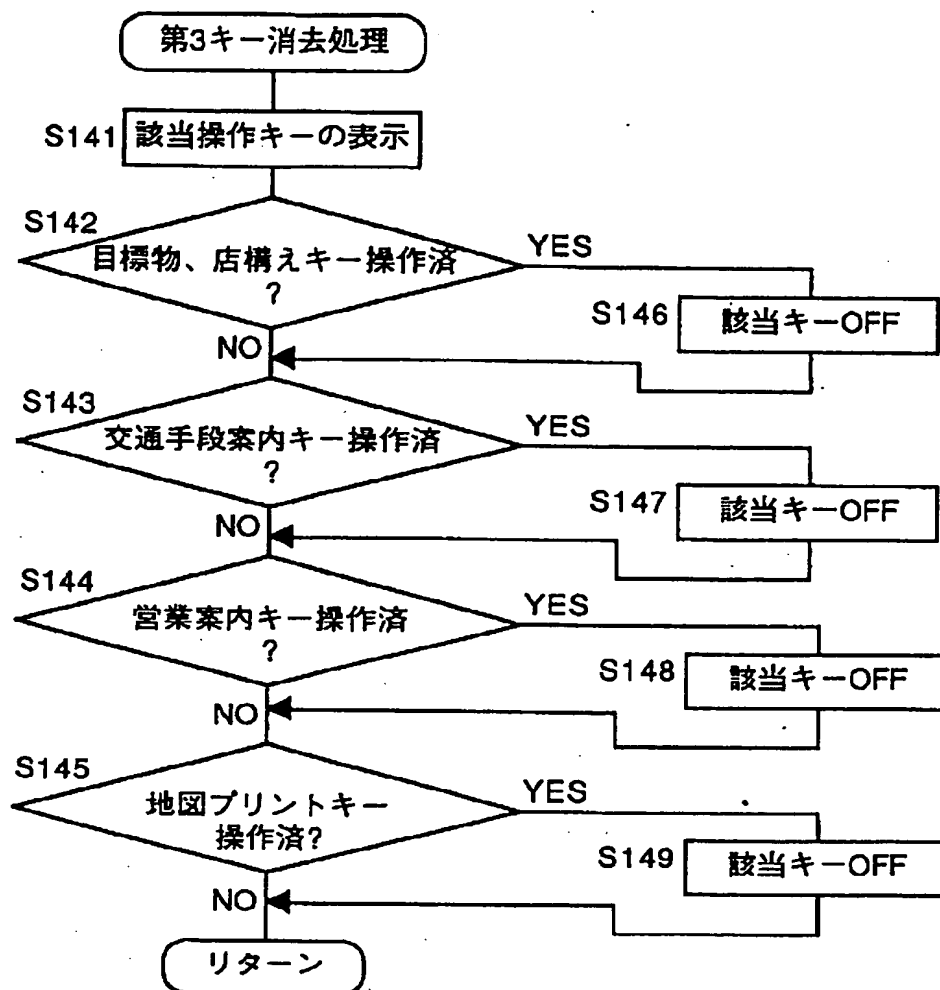 第3キー消去処理
S141
該当操作キーの表示
S142
目標物、店構えキー操作済
?
YES
S146
該当キーOFF
NO
S143
交通手段案内キー操作済
?
YES
S147
該当キーOFF
NO
S144
営業案内キー操作済
?
YES
S148
該当キーOFF
NO
S145
地図プリントキー
操作済?
YES
S149
該当キーOFF
NO
リターン